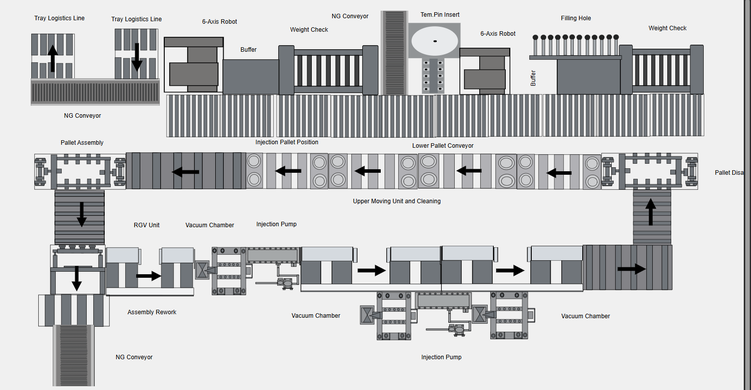 Tray Logistics Line
Tray Logistics Line
6-Axis Robot
Buffer
Weight Check
NG Conveyor
Tem.Pin Insert
6-Axis Robot
Buffer
Filling Hole
Weight Check
NG Conveyor
Pallet Assembly
Injection Pallet Position
Lower Pallet Conveyor
Pallet Disa
Upper Moving Unit and Cleaning
RGV Unit
Vacuum Chamber
Injection Pump
Assembly Rework
Vacuum Chamber
Vacuum Chamber
NG Conveyor
Injection Pump